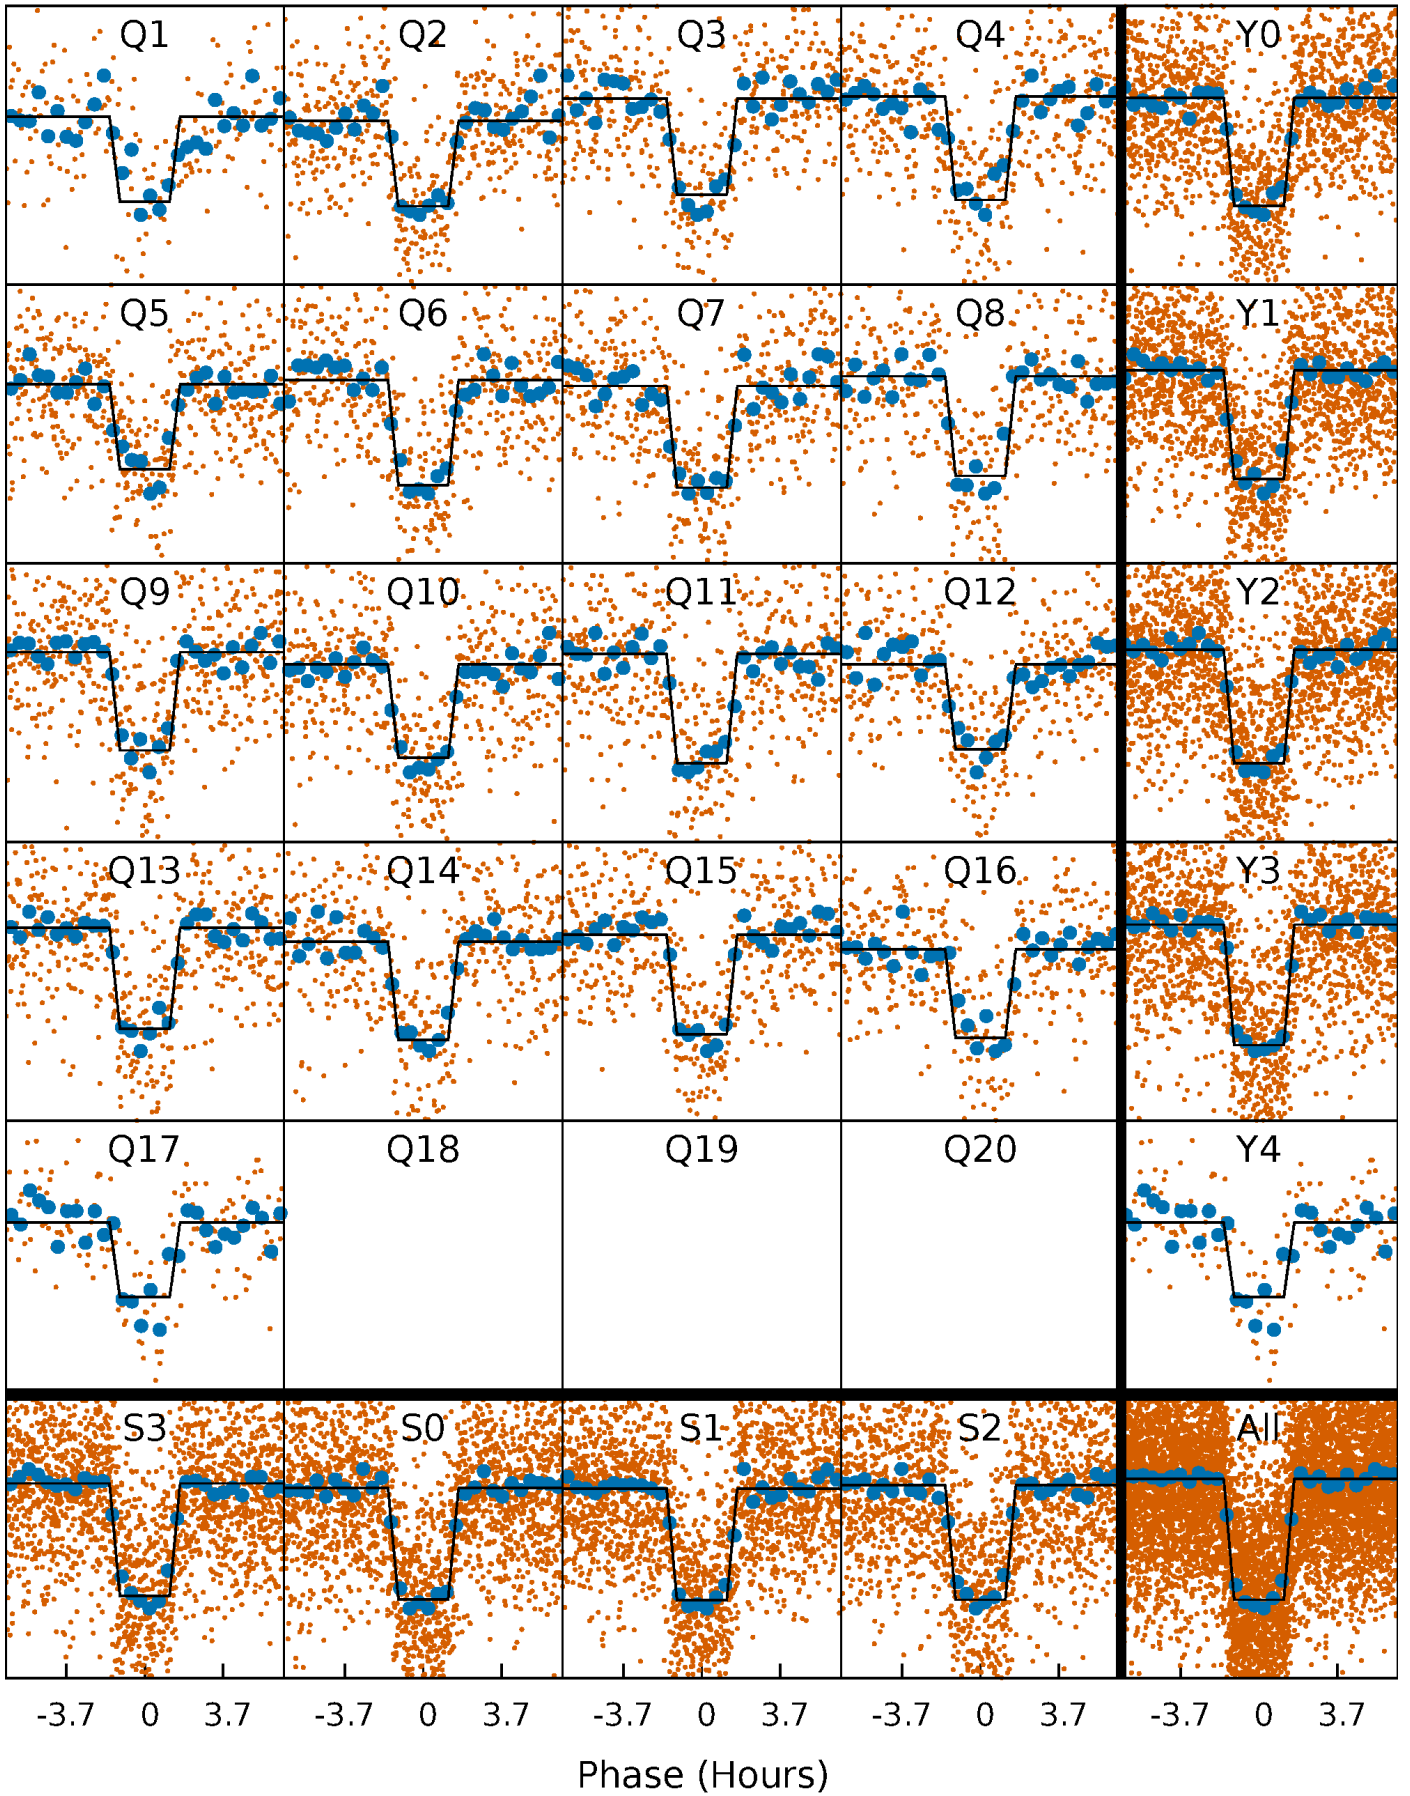 Q1 Q2 Q3 Q4 Y0
Q5 Q6 Q7 Q8 Y1
Q9 Q10 Q11 Q12 Y2
Q13 Q14 Q15 Q16 Y3
Q17 Q18 Q19 Q20 Y4
S3 S0 S1 S2 All
-3.7 0 3.7 -3.7 0 3.7 -3.7 0 3.7 -3.7 0 3.7 -3.7 0 3.7
Phase (Hours)